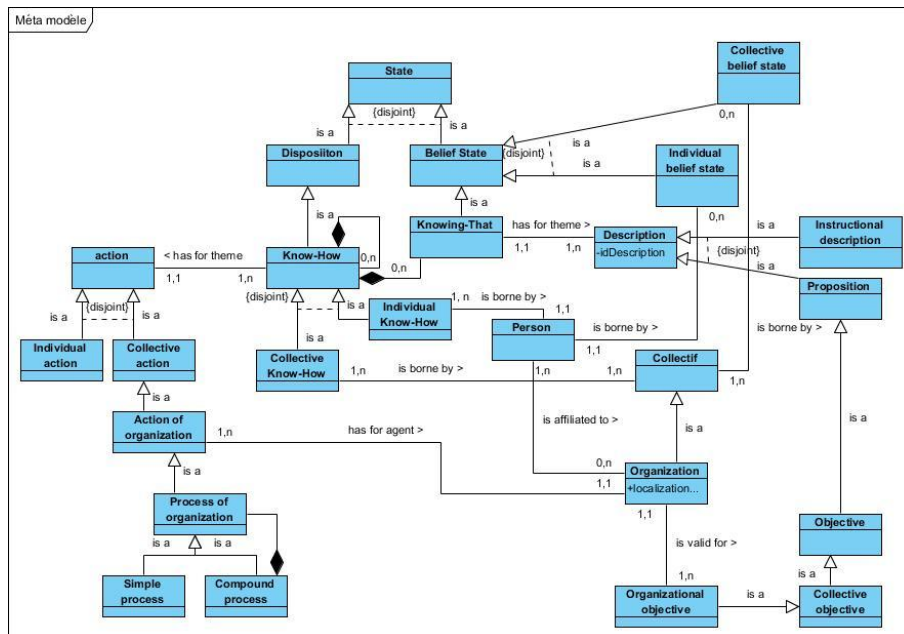 Méta modèle
State
Collective
belief state
{disjoint}
is a
is a
0,n
Disposiiton
Belief State
is a
{disjoint}
is a
Individual
belief state
is a
is a
0,n
Knowing-That
has for theme >
1,1
1,n
Description
-idDescription
is a
{disjoint}
is a
Instructional
description
action
< has for theme
1,1
1,n
Know-How
0,n
0,n
Proposition
is a
{disjoint}
is a
{disjoint}
is a
is a
Individual
Know-How
1, n
is borne by >
1,1
Person
is borne by >
1,1
is borne by >
Individual
action
Collective
action
Collective
Know-How
1,n
is borne by >
1,n
1,n
Collectif
1,n
is a
is a
Action of
organization
1,n
has for agent >
is affiliated to >
is a
is a
0,n
1,1
Organization
+localization...
1,1
Process of
organization
is a
is a
Objective
is valid for >
is a
1,n
Simple
process
Compound
process
Organizational
objective
is a
Collective
objective